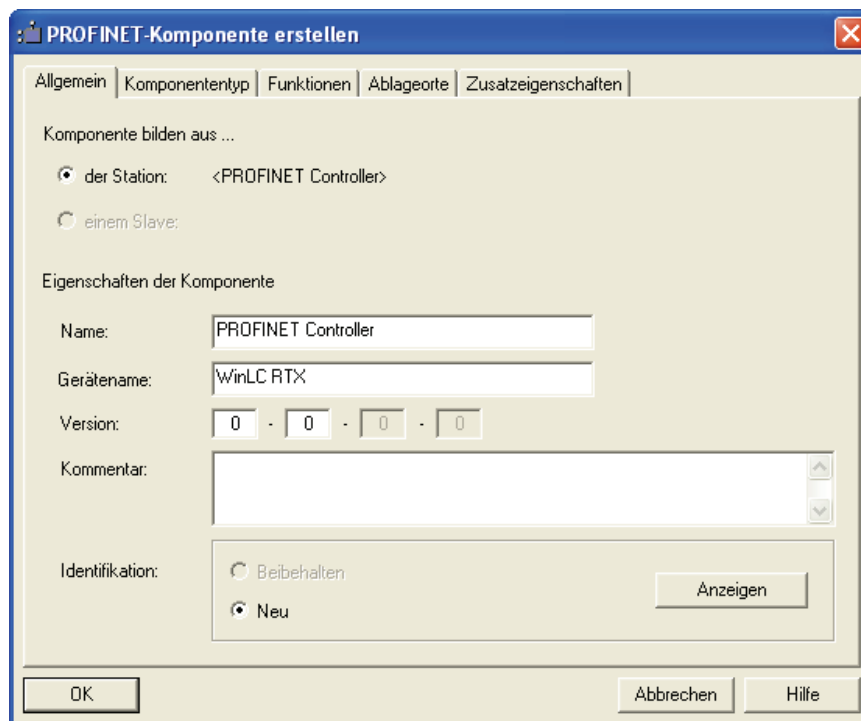 PROFINET-Komponente erstellen
Allgemein Komponententyp Funktionen Ablageorte Zusatzeigenschaften
Komponente bilden aus ...
der Station: <PROFINET Controller>
einem Slave:
Eigenschaften der Komponente
Name: PROFINET Controller
Gerätename: WinLC RTX
Version: 0 - 0 - 0 - 0
Kommentar:
Identifikation: Beibehalten
Neu
Anzeigen
OK Abbrechen Hilfe